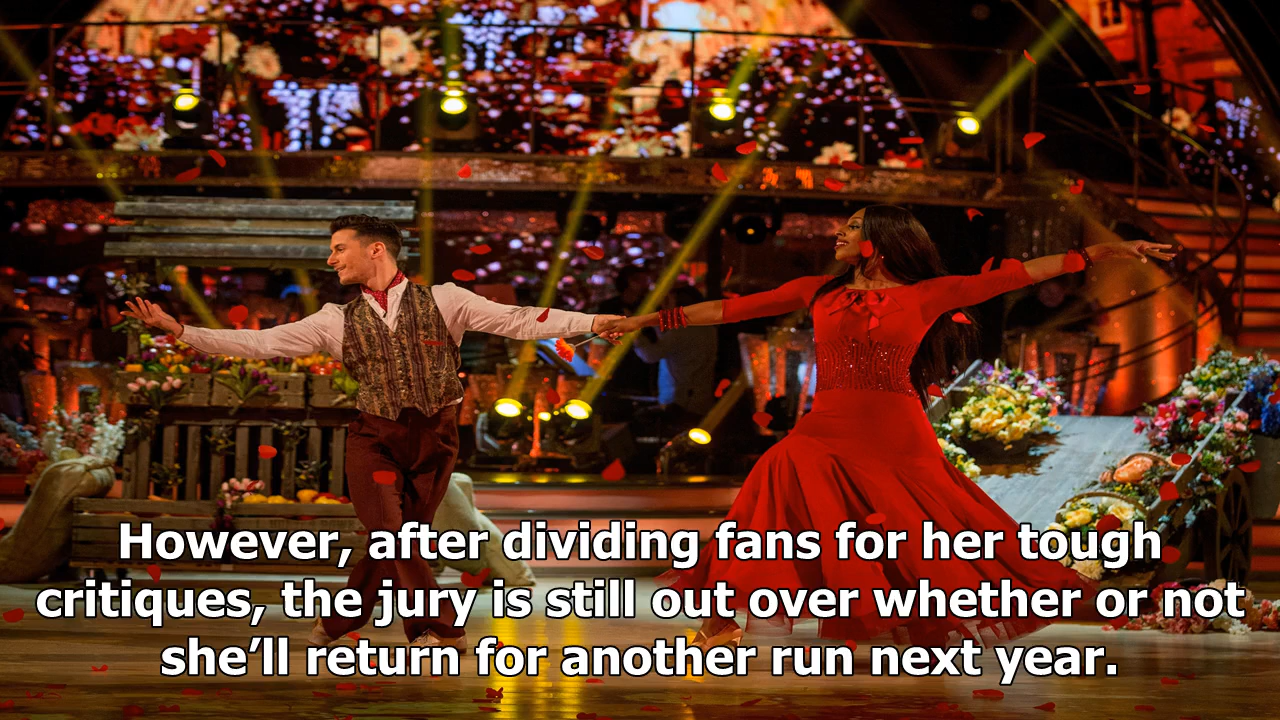 However, after dividing fans for her tough
critiques, the jury is still out over whether or not
she’ll return for another run next year.